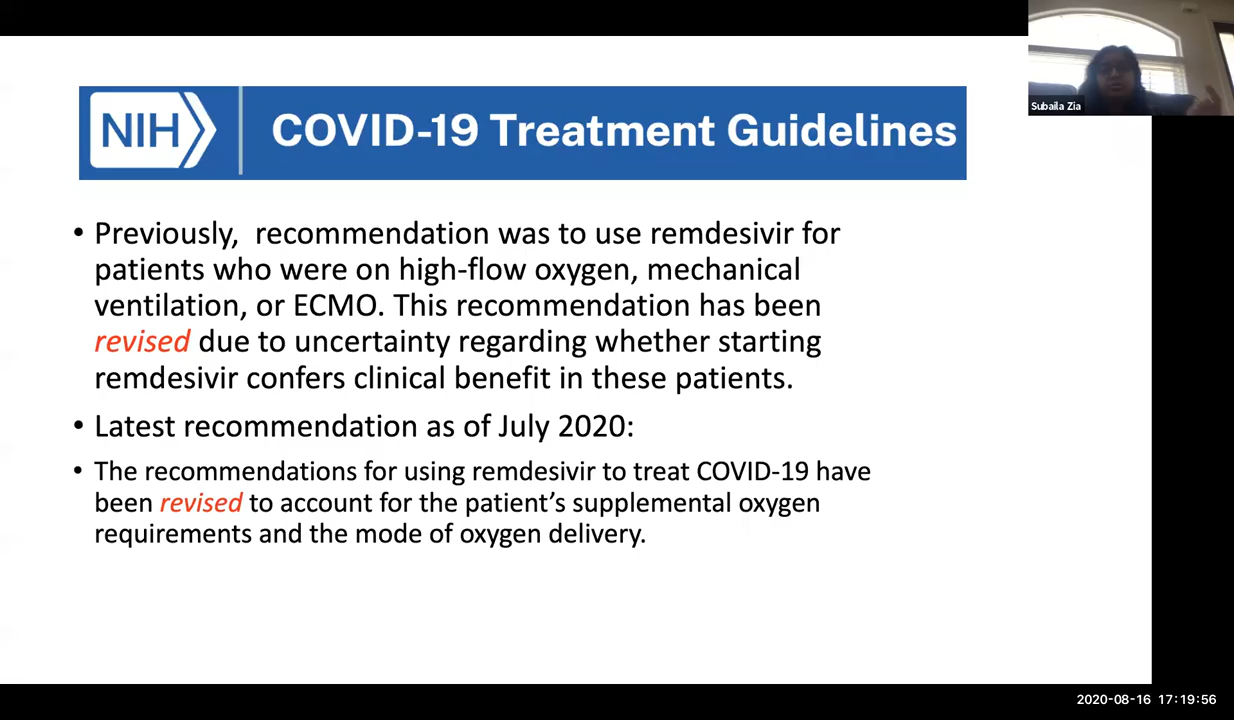 NIH
COVID-19 Treatment Guidelines
Subaila Zia
• Previously, recommendation was to use remdesivir for
patients who were on high-flow oxygen, mechanical
ventilation, or ECMO. This recommendation has been
revised due to uncertainty regarding whether starting
remdesivir confers clinical benefit in these patients.
• Latest recommendation as of July 2020:
• The recommendations for using remdesivir to treat COVID-19 have
been revised to account for the patient's supplemental oxygen
requirements and the mode of oxygen delivery.
2020-08-16 17:19:56